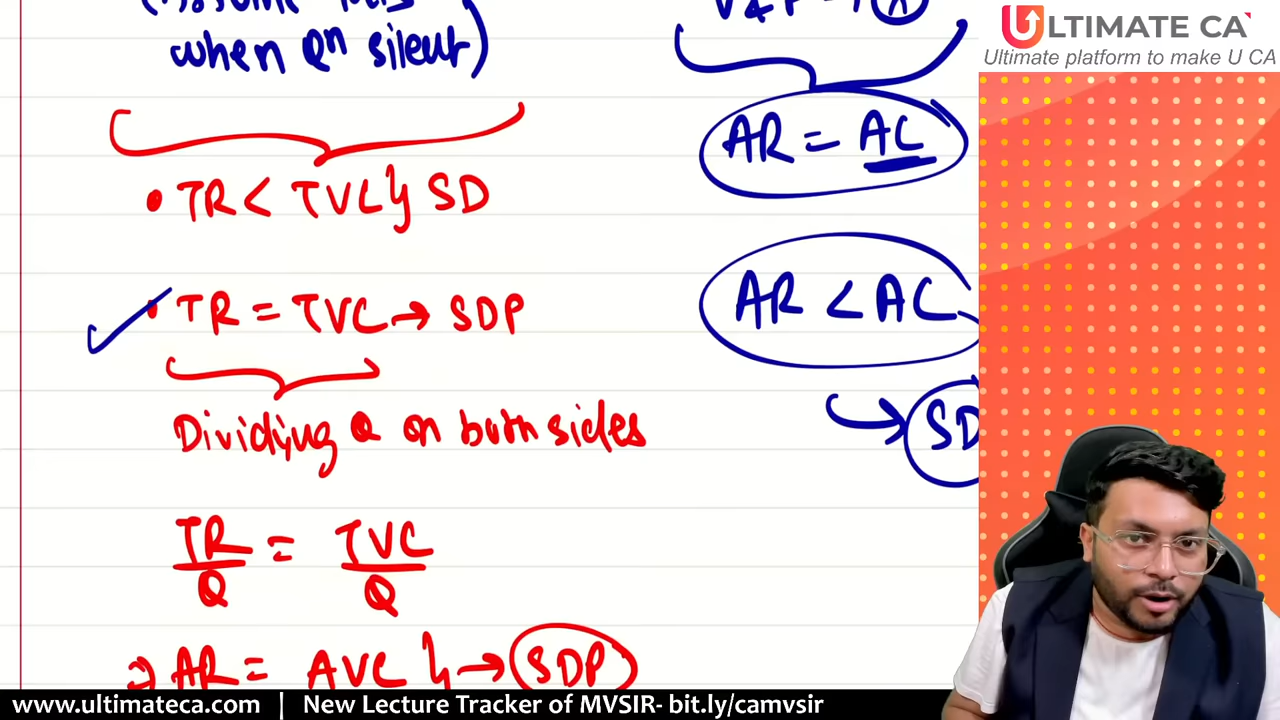 when Qn silent)
• TR < TVC } SD
• TR = TVC → SDP
Dividing Q on both sides
TR/Q = TVC/Q
⇒ AR = AVC } → SDP
AR = AC
AR < AC
SD
ULTIMATE CA
Ultimate platform to make U CA
www.ultimateca.com | New Lecture Tracker of MVSIR- bit.ly/camvsir